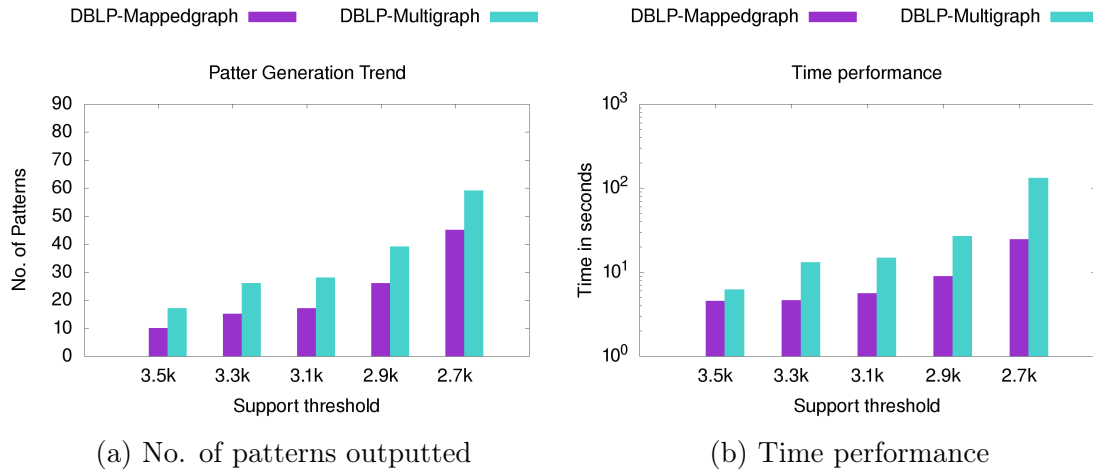 DBLP-Mappedgraph DBLP-Multigraph
Patter Generation Trend
No. of Patterns
90
80
70
60
50
40
30
20
10
0
3.5k 3.3k 3.1k 2.9k 2.7k
Support threshold
(a) No. of patterns outputted
DBLP-Mappedgraph DBLP-Multigraph
Time performance
Time in seconds
10^3
10^2
10^1
10^0
3.5k 3.3k 3.1k 2.9k 2.7k
Support threshold
(b) Time performance